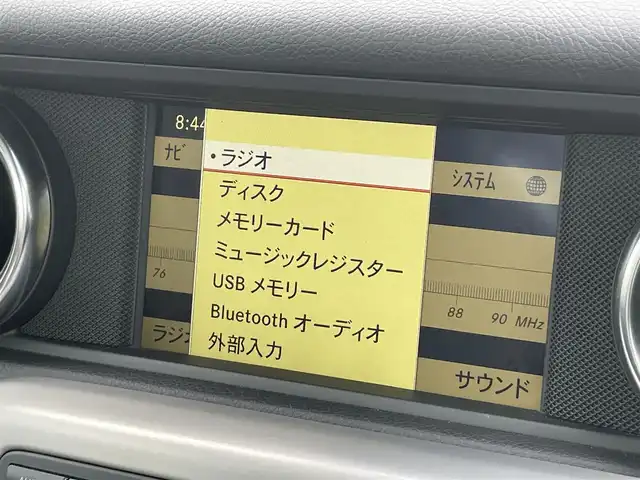 8:44
ナビ
システム
• ラジオ
ディスク
メモリーカード
ミュージックレジスター
USB メモリー
Bluetooth オーディオ
外部入力
76
88 90 MHz
ラジ
サウンド